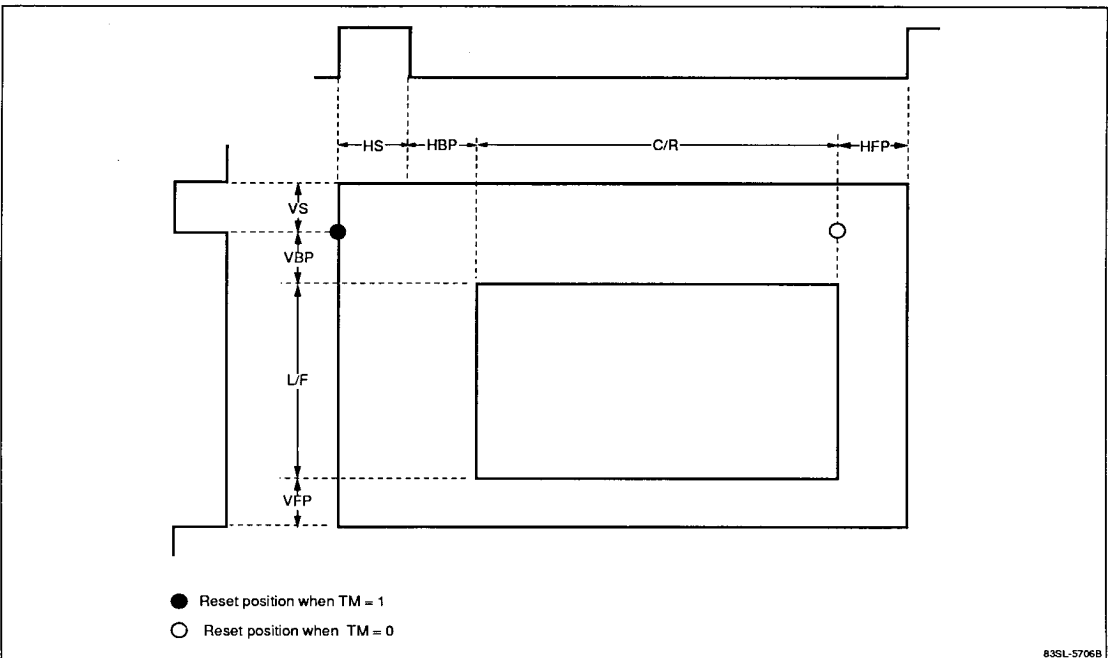 HS
HBP
C/R
HFP
VS
VBP
L/F
VFP
● Reset position when TM = 1
○ Reset position when TM = 0
83SL-5706B